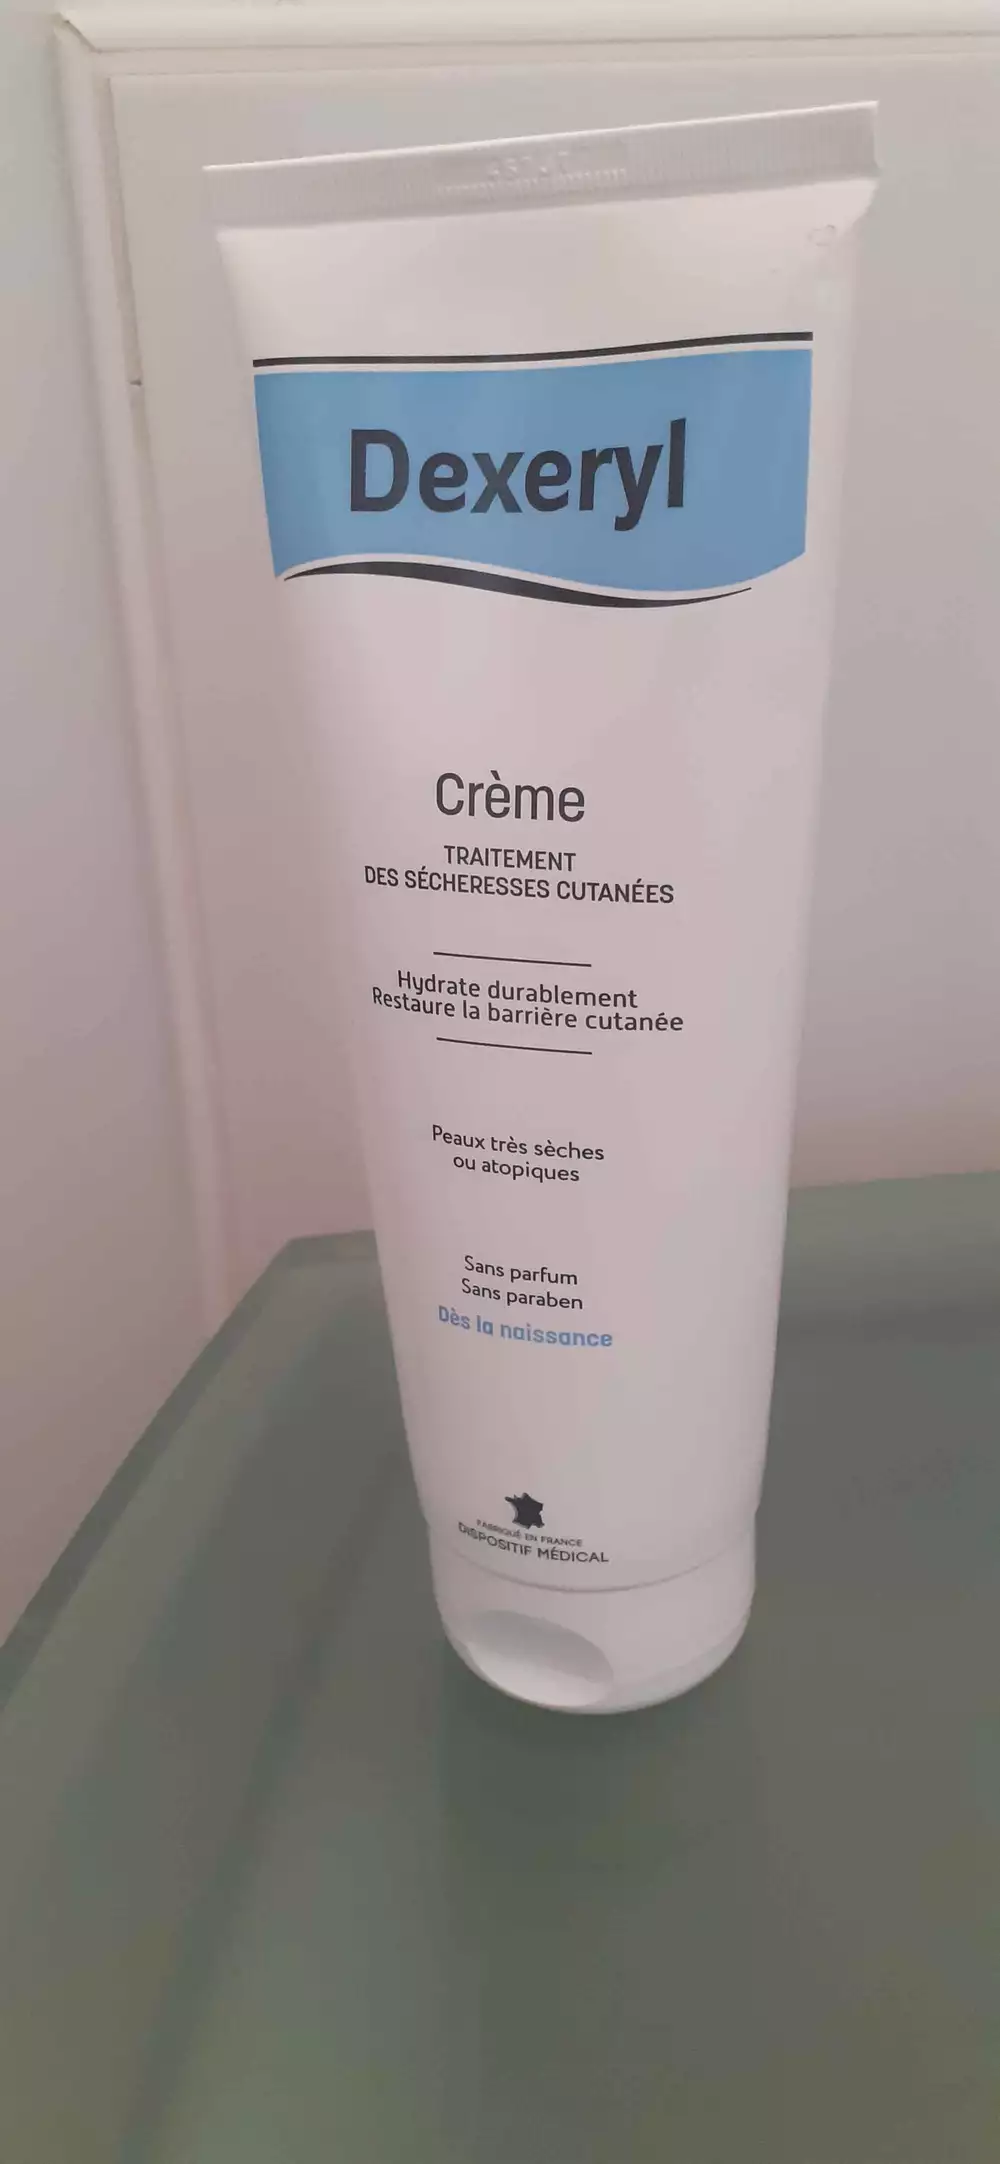 Dexeryl
Crème
TRAITEMENT
DES SÉCHERESSES CUTANÉES
Hydrate durablement
Restaure la barrière cutanée
Peaux très sèches
ou atopiques
Sans parfum
Sans paraben
Dès la naissance
FABRIQUÉ EN FRANCE
DISPOSITIF MÉDICAL